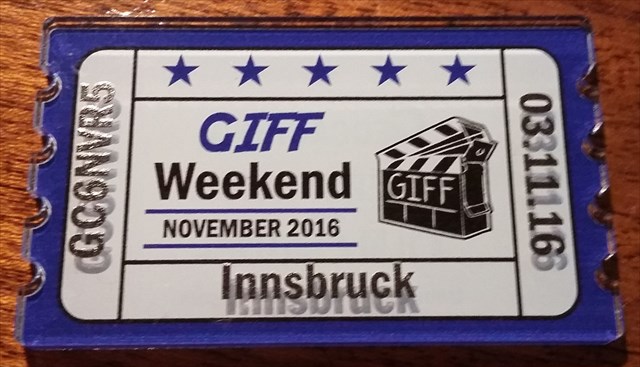 GC6NVR5
GIFF
Weekend
NOVEMBER 2016
GIFF
Innsbruck
03.11.16